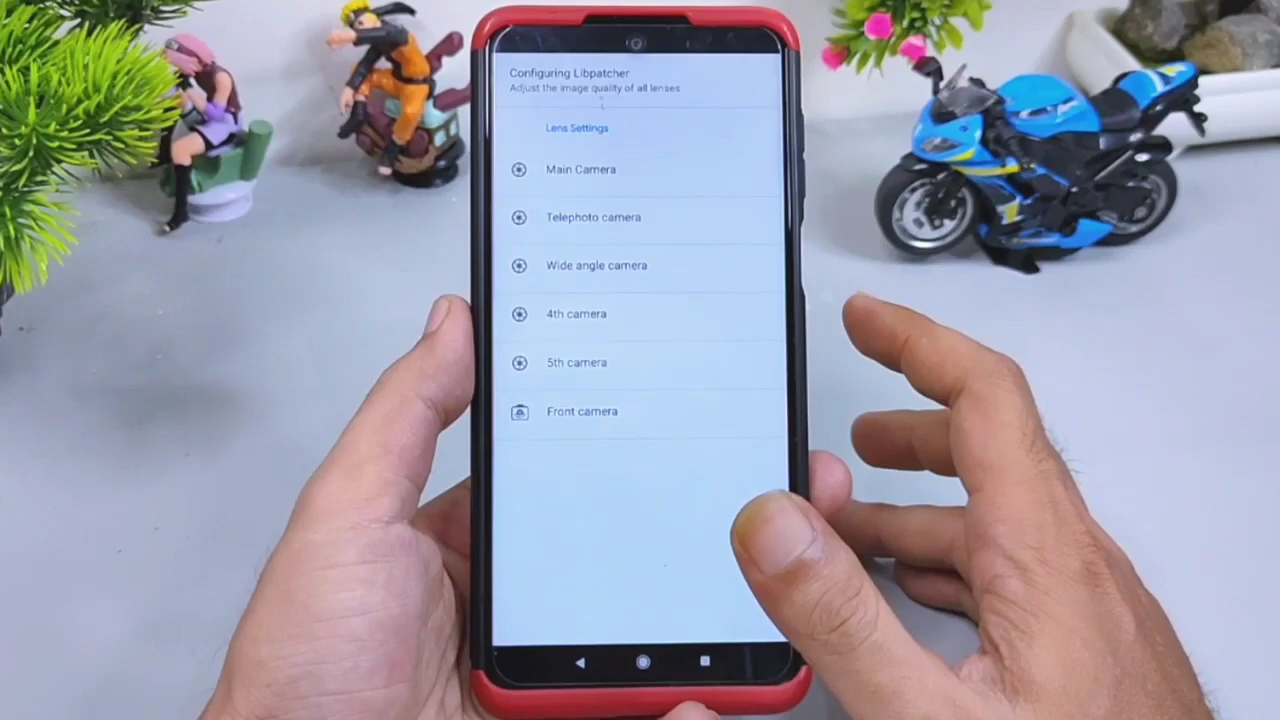 Configuring Libpatcher
Adjust the image quality of all lenses
Lens Settings
Main Camera
Telephoto camera
Wide angle camera
4th camera
5th camera
Front camera